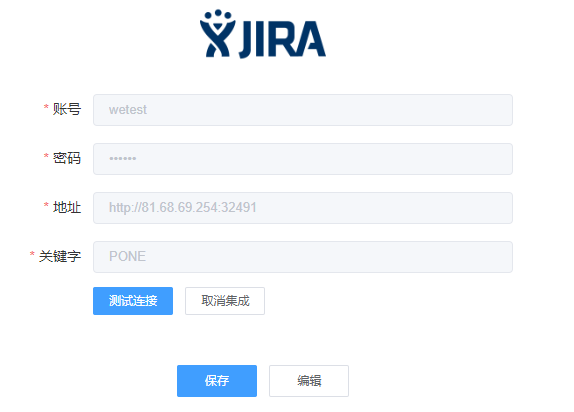 JIRA
* 账号 wetest
* 密码 ••••••
* 地址 http://81.68.69.254:32491
* 关键字 PONE
测试连接 取消集成
保存 编辑